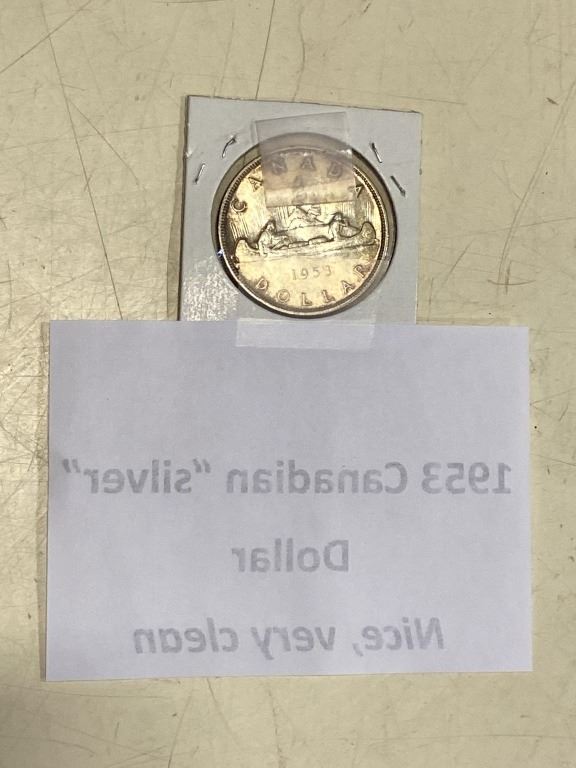 CANADA
1953
DOLLAR
1953 Canadian “silver”
Dollar
Nice, very clean